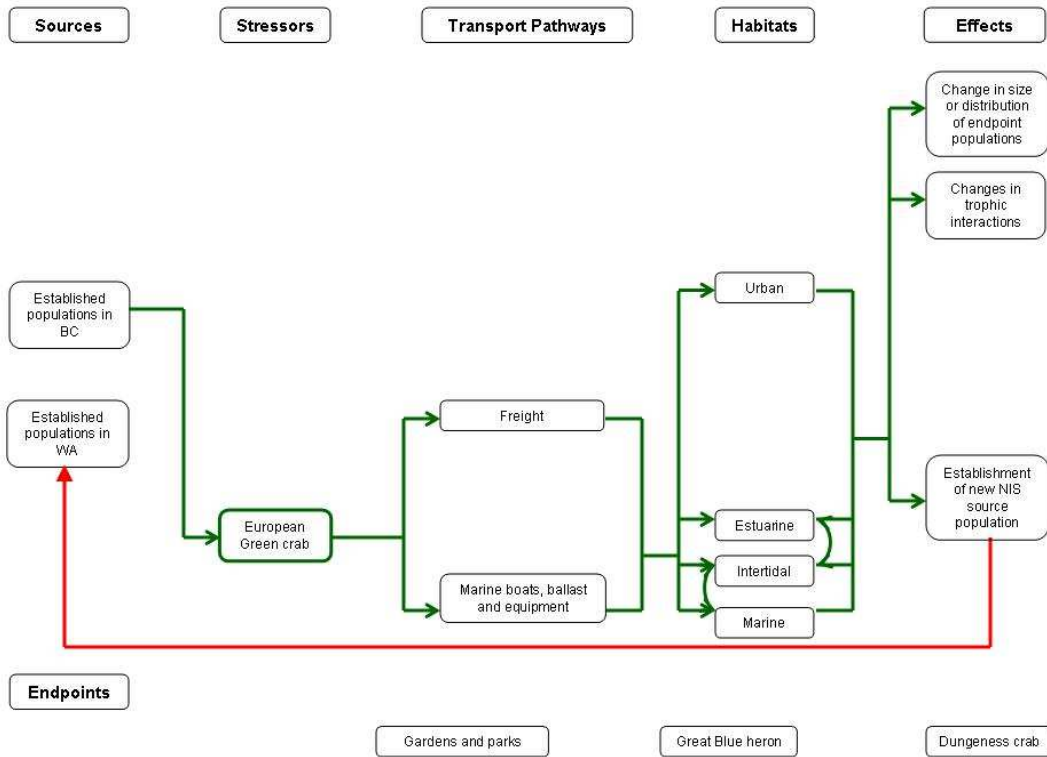 Sources
Stressors
Transport Pathways
Habitats
Effects
Change in size
or distribution
of endpoint
populations
Changes in
trophic
interactions
Established
populations in
BC
Urban
Established
populations in
WA
Freight
European
Green crab
Estuarine
Establishment
of new NIS
source
population
Intertidal
Marine boats, ballast
and equipment
Marine
Endpoints
Gardens and parks
Great Blue heron
Dungeness crab